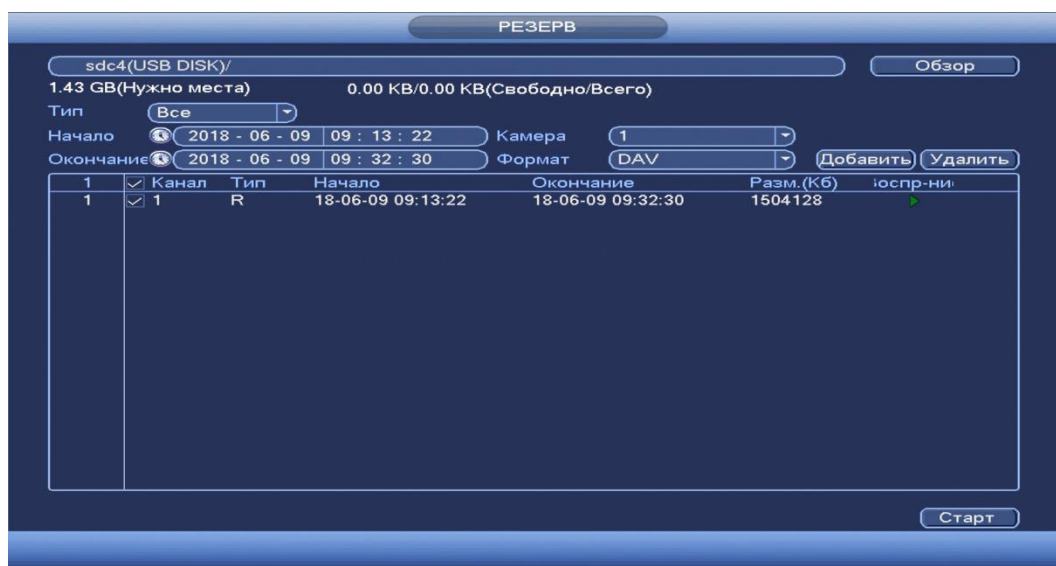 РЕЗЕРВ
sdc4(USB DISK)/ Обзор
1.43 GB(Нужно места) 0.00 KB/0.00 KB(Свободно/Всего)
Тип Все
Начало 2018 - 06 - 09 09 : 13 : 22 Камера 1
Окончание 2018 - 06 - 09 09 : 32 : 30 Формат DAV Добавить Удалить
1 Канал Тип Начало Окончание Разм.(Кб)
1 1 R 18-06-09 09:13:22 18-06-09 09:32:30 1504128
Старт